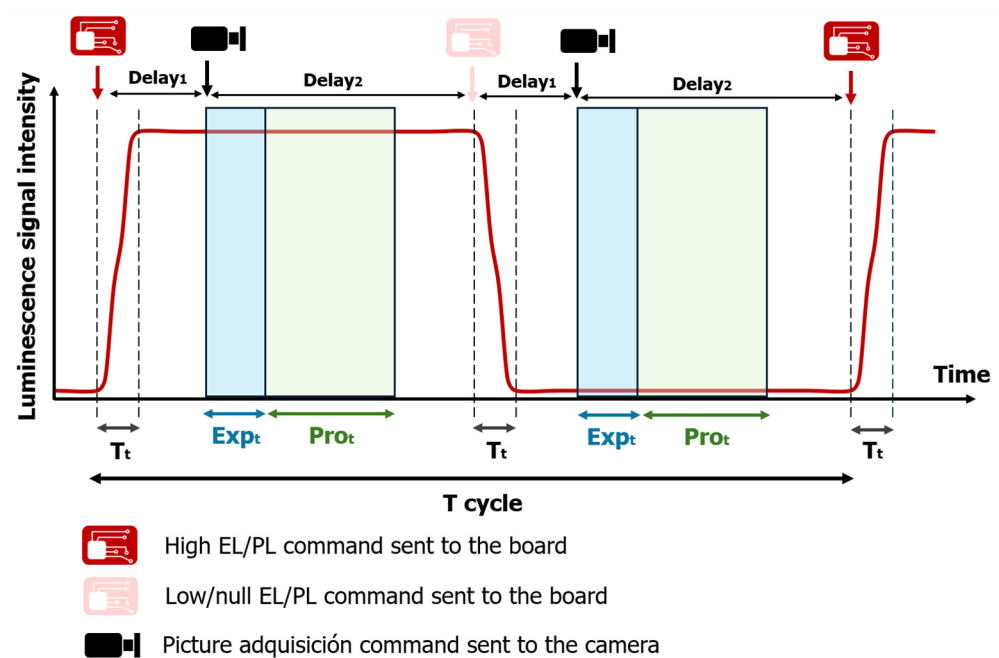 Delay1
Delay2
Delay1
Delay2
Luminescence signal intensity
Time
Expt
Prot
Expt
Prot
Tt
Tt
Tt
T cycle
High EL/PL command sent to the board
Low/null EL/PL command sent to the board
Picture adquisición command sent to the camera